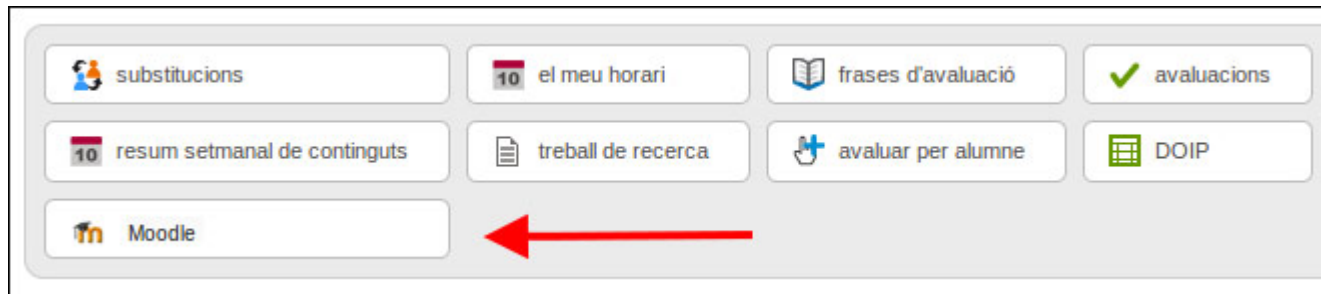 substitucions
10 el meu horari
frases d'avaluació
avaluacions
10 resum setmanal de continguts
treball de recerca
avaluar per alumne
DOIP
m Moodle